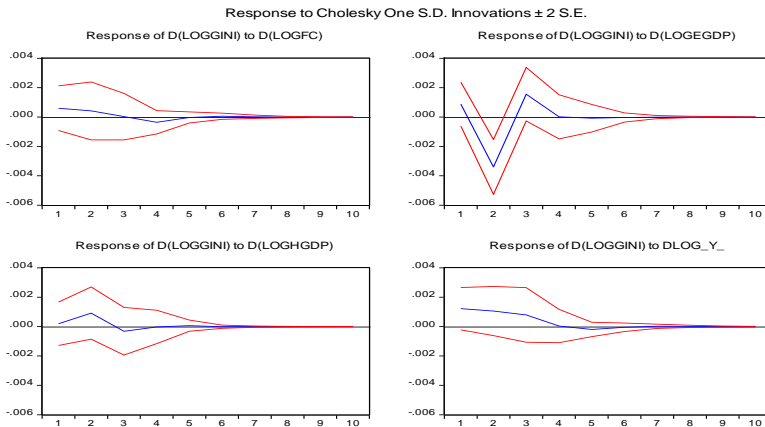 Response to Cholesky One S.D. Innovations ± 2 S.E.
Response of D(LOGGINI) to D(LOGFC)
.004
.002
.000
-.002
-.004
-.006
1 2 3 4 5 6 7 8 9 10
Response of D(LOGGINI) to D(LOGEGDP)
.004
.002
.000
-.002
-.004
-.006
1 2 3 4 5 6 7 8 9 10
Response of D(LOGGINI) to D(LOGHGDP)
.004
.002
.000
-.002
-.004
-.006
1 2 3 4 5 6 7 8 9 10
Response of D(LOGGINI) to DLOG_Y_
.004
.002
.000
-.002
-.004
-.006
1 2 3 4 5 6 7 8 9 10